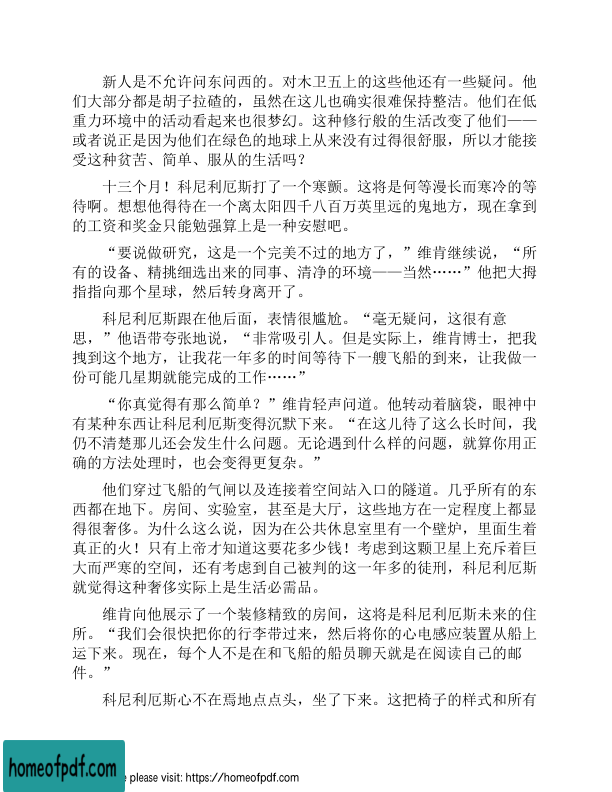 新人是不允许问东问西的。对木卫五上的这些他还有一些疑问。他
们大部分都是胡子拉碴的，虽然在这儿也确实很难保持整洁。他们在低
重力环境中的活动看起来也很梦幻。这种修行般的生活改变了他们——
或者说正是因为他们在绿色的地球上从来没有过得很舒服，所以才能接
受这种贫苦、简单、服从的生活吗？
十三个月！科尼利厄斯打了一个寒颤。这将是何等漫长而寒冷的等
待啊。想想他得待在一个离太阳四千八百万英里远的鬼地方，现在拿到
的工资和奖金只能勉强算上是一种安慰吧。
“要说做研究，这是一个完美不过的地方了，”维肯继续说，“所
有的设备、精挑细选出来的同事、清净的环境——当然……”他把大拇
指指向那个星球，然后转身离开了。
科尼利厄斯跟在他后面，表情很尴尬。“毫无疑问，这很有意
思，”他语带夸张地说，“非常吸引人。但是实际上，维肯博士，把我
拽到这个地方，让我花一年多的时间等待下一艘飞船的到来，让我做一
份可能几星期就能完成的工作……”
“你真觉得有那么简单？”维肯轻声问道。他转动着脑袋，眼神中
有某种东西让科尼利厄斯变得沉默下来。“在这儿待了这么长时间，我
仍不清楚那儿还会发生什么问题。无论遇到什么样的问题，就算你用正
确的方法处理时，也会变得更复杂。”
他们穿过飞船的气闸以及连接着空间站入口的隧道。几乎所有的东
西都在地下。房间、实验室，甚至是大厅，这些地方在一定程度上都显
得很奢侈。为什么这么说，因为在公共休息室里有一个壁炉，里面生着
真正的火！只有上帝才知道这要花多少钱！考虑到这颗卫星上充斥着巨
大而严寒的空间，还有考虑到自己被判的这一年多的徒刑，科尼利厄斯
就觉得这种奢侈实际上是生活必需品。
维肯向他展示了一个装修精致的房间，这将是科尼利厄斯未来的住
所。“我们会很快把你的行李带过来，然后将你的心电感应装置从船上
运下来。现在，每个人不是在和飞船的船员聊天就是在阅读自己的邮
件。”
科尼利厄斯心不在焉地点点头，坐了下来。这把椅子的样式和所有
homeofpdf.com
e please visit: https://homeofpdf.com